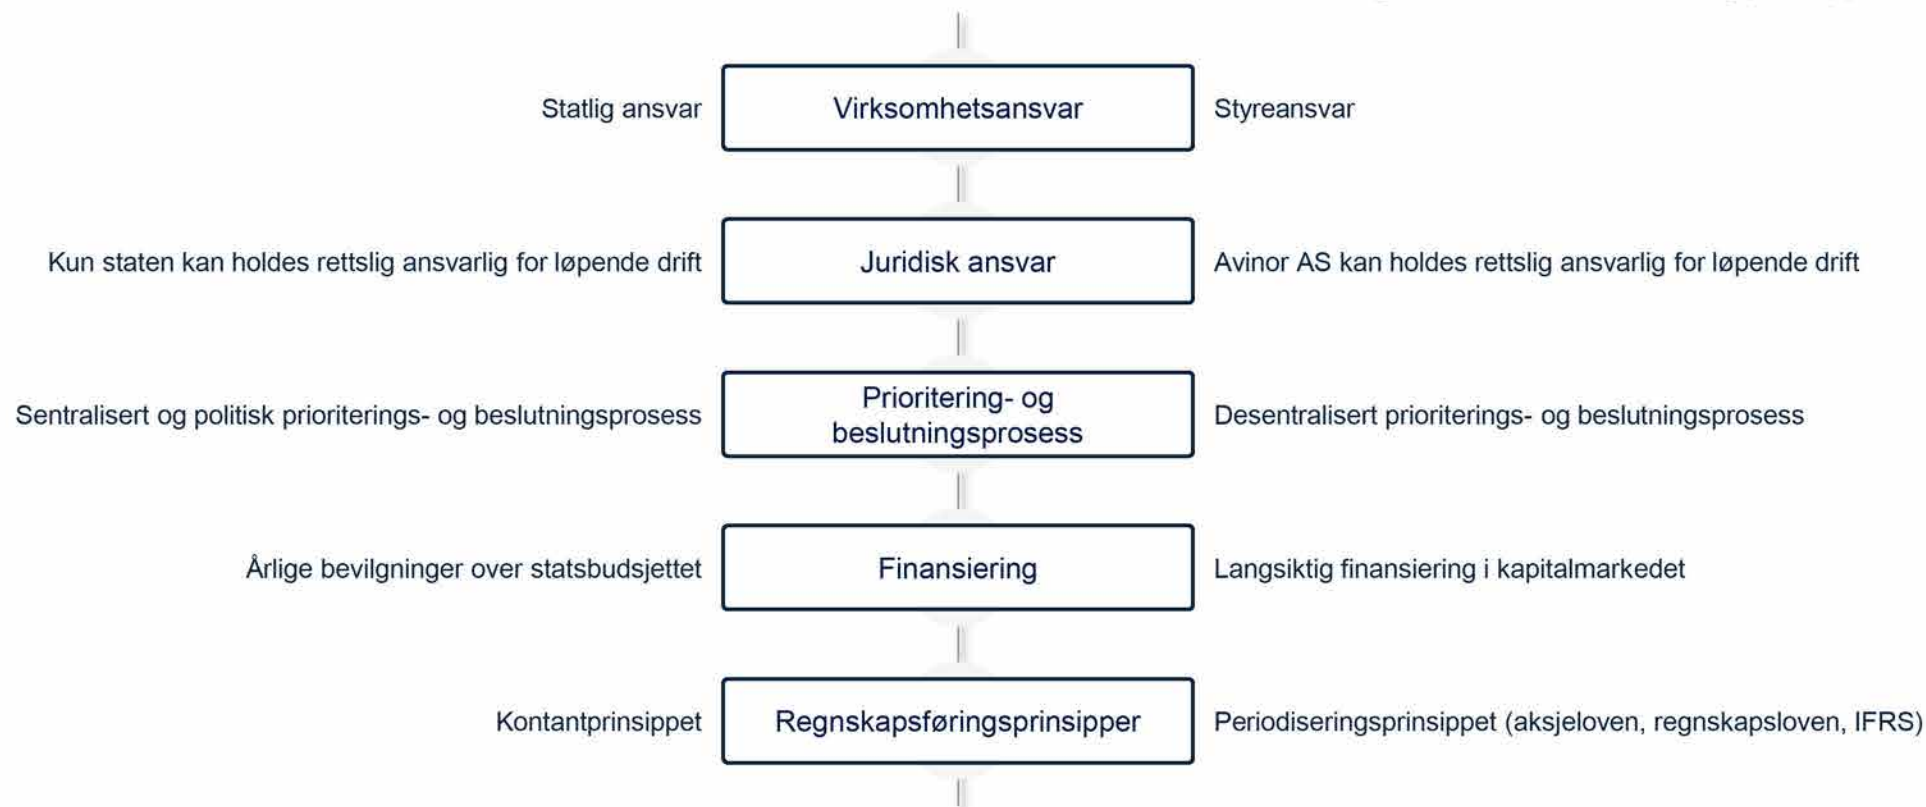 Statlig ansvar
Virksomhetsansvar
Styreansvar
Kun staten kan holdes rettslig ansvarlig for løpende drift
Juridisk ansvar
Avinor AS kan holdes rettslig ansvarlig for løpende drift
Sentralisert og politisk prioriterings- og beslutningsprosess
Prioritering- og
beslutningsprosess
Desentralisert prioriterings- og beslutningsprosess
Årlige bevilgninger over statsbudsjettet
Finansiering
Langsiktig finansiering i kapitalmarkedet
Kontantprinsippet
Regnskapsføringsprinsipper
Periodiseringsprinsippet (aksjeloven, regnskapsloven, IFRS)